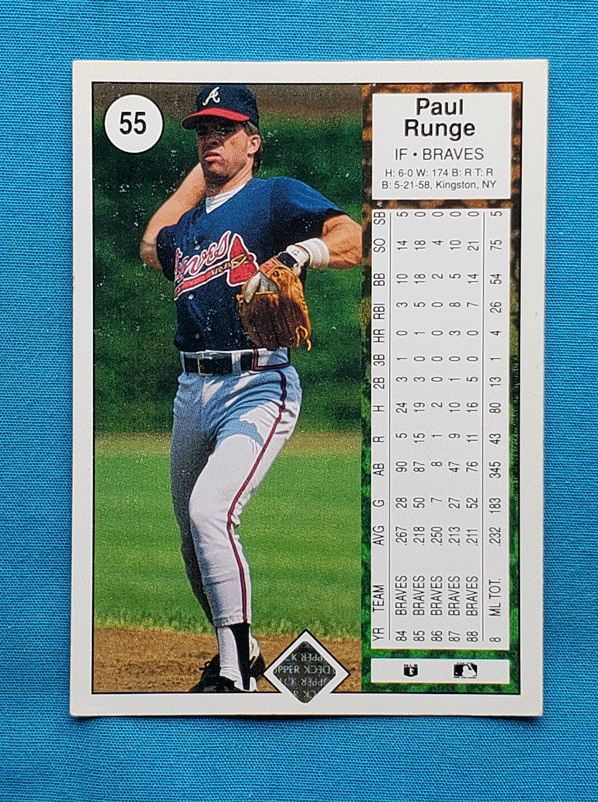 55
A
Braves
Paul
Runge
IF • BRAVES
H: 6-0 W: 174 B: R T: R
B: 5-21-58, Kingston, NY
YR TEAM AVG G AB R H 2B 3B HR RBI BB SO SB
84 BRAVES .267 28 90 5 24 3 1 0 3 10 14 5
85 BRAVES .218 50 87 15 19 3 0 1 5 18 18 0
86 BRAVES .250 7 8 1 2 0 0 0 0 2 4 0
87 BRAVES .213 27 47 9 10 1 0 3 8 5 10 0
88 BRAVES .211 52 76 11 16 5 0 0 7 14 21 0
8 ML TOT. .232 183 345 43 80 13 1 4 26 54 75 5
UPPER DECK